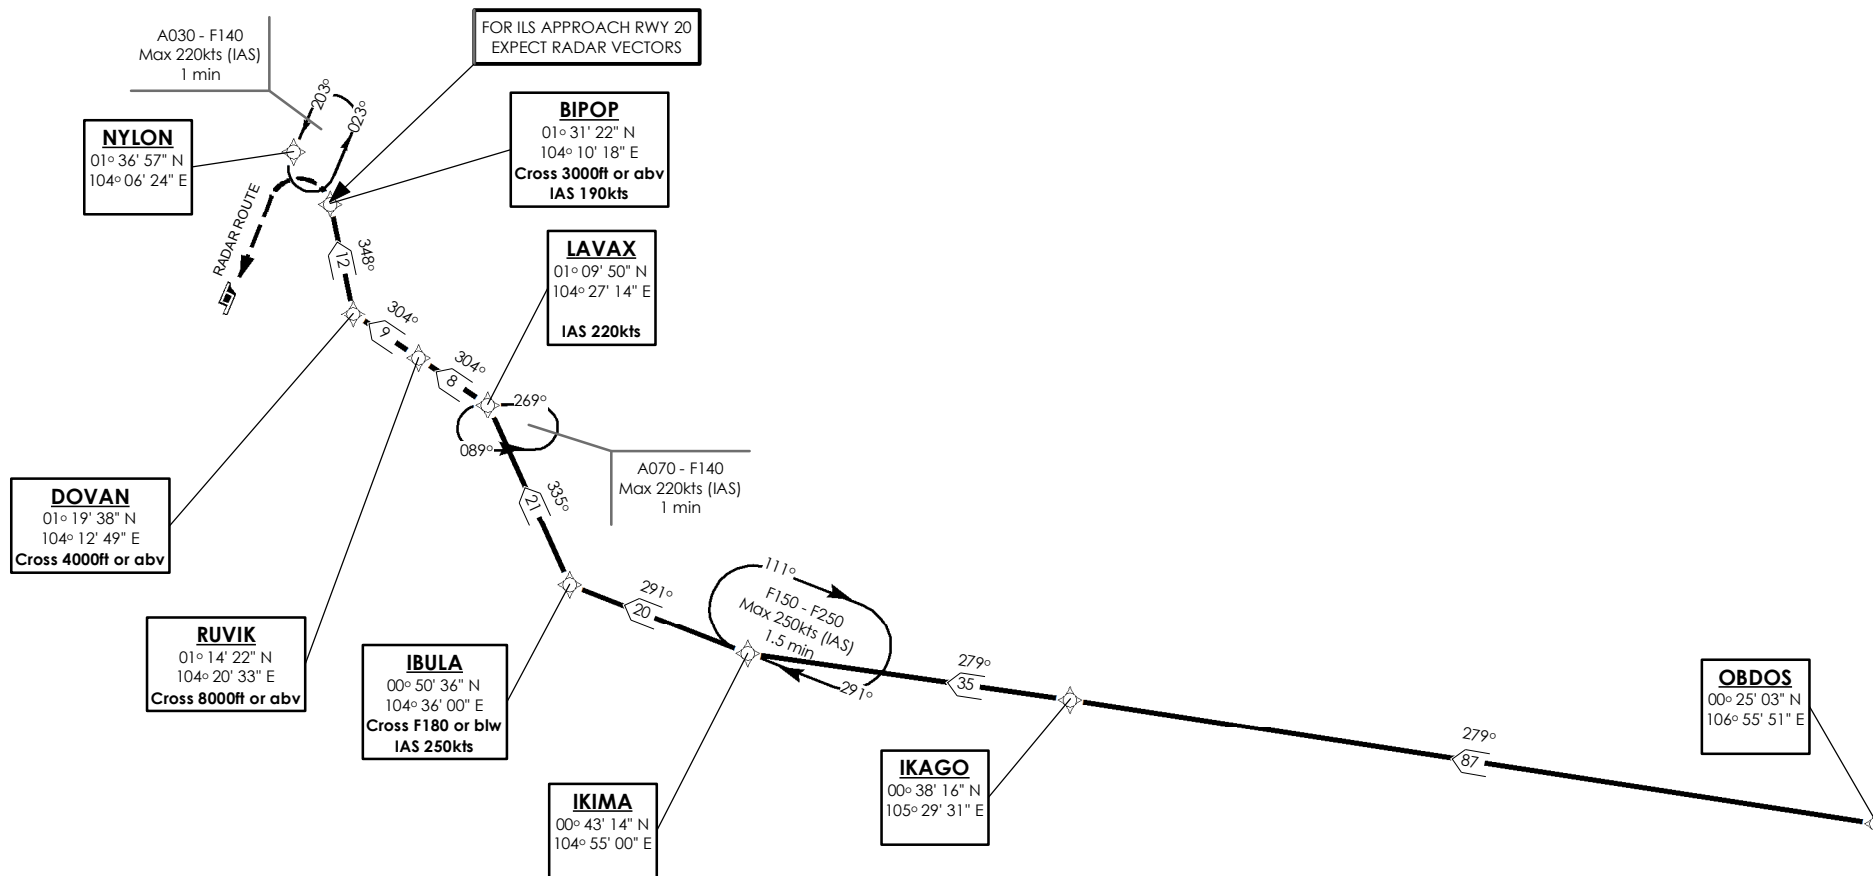 A030 - F140
Max 220kts (IAS)
1 min
FOR ILS APPROACH RWY 20
EXPECT RADAR VECTORS
203°
023°
NYLON
01° 36' 57" N
104° 06' 24" E
BIPOP
01° 31' 22" N
104° 10' 18" E
Cross 3000ft or abv
IAS 190kts
RADAR ROUTE
12
348°
LAVAX
01° 09' 50" N
104° 27' 14" E
IAS 220kts
304°
9
304°
8
269°
089°
A070 - F140
Max 220kts (IAS)
1 min
DOVAN
01° 19' 38" N
104° 12' 49" E
Cross 4000ft or abv
335°
21
RUVIK
01° 14' 22" N
104° 20' 33" E
Cross 8000ft or abv
291°
20
111°
F150 - F250
Max 250kts (IAS)
1.5 min
291°
IBULA
00° 50' 36" N
104° 36' 00" E
Cross F180 or blw
IAS 250kts
279°
35
IKIMA
00° 43' 14" N
104° 55' 00" E
IKAGO
00° 38' 16" N
105° 29' 31" E
279°
87
OBDOS
00° 25' 03" N
106° 55' 51" E